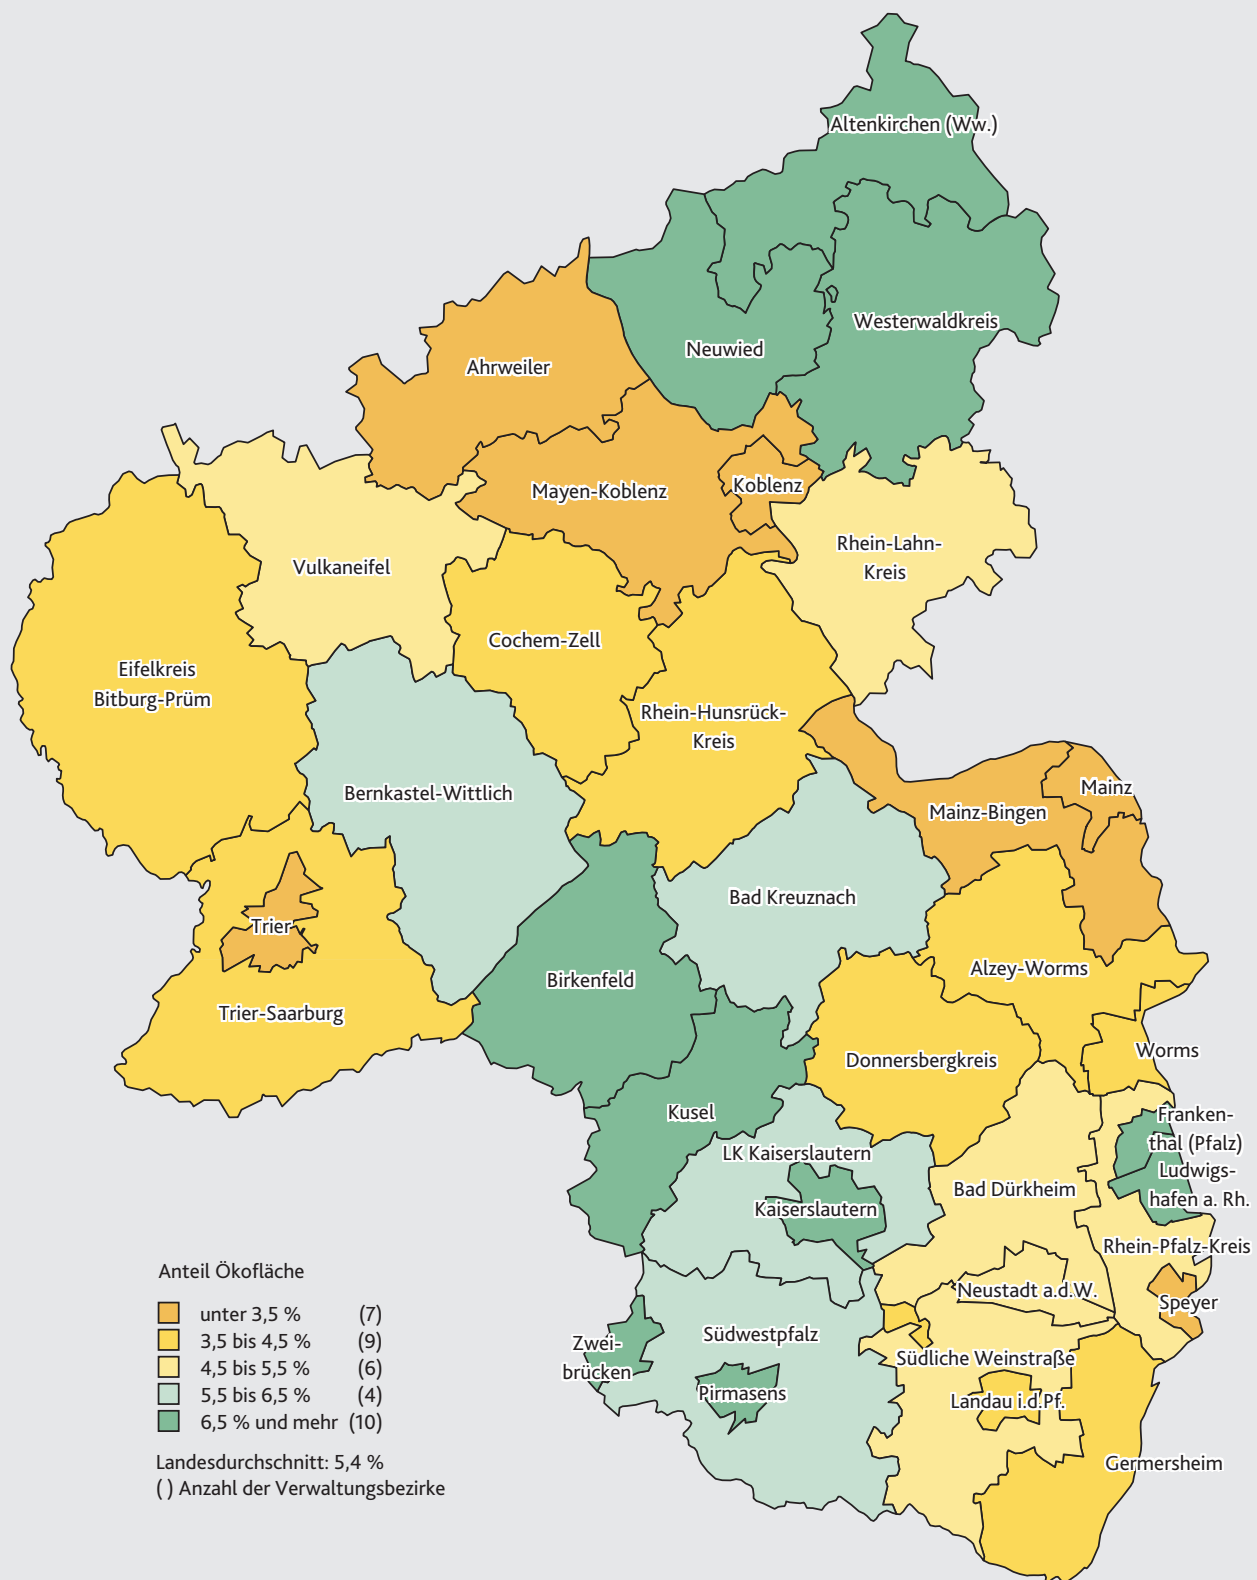 Altenkirchen (Ww.)
Westerwaldkreis
Neuwied
Ahrweiler
Koblenz
Mayen-Koblenz
Rhein-Lahn-
Kreis
Vulkaneifel
Cochem-Zell
Eifelkreis
Bitburg-Prüm
Rhein-Hunsrück-
Kreis
Mainz
Bernkastel-Wittlich
Mainz-Bingen
Bad Kreuznach
Trier
Alzey-Worms
Birkenfeld
Trier-Saarburg
Worms
Donnersbergkreis
Kusel
Franken-
thal (Pfalz)
LK Kaiserslautern
Ludwigs-
hafen a. Rh.
Bad Dürkheim
Kaiserslautern
Rhein-Pfalz-Kreis
Neustadt a.d.W.
Speyer
Südwestpfalz
Zwei-
brücken
Südliche Weinstraße
Pirmasens
Landau i.d.Pf.
Germersheim
Anteil Ökofläche
unter 3,5 % (7)
3,5 bis 4,5 % (9)
4,5 bis 5,5 % (6)
5,5 bis 6,5 % (4)
6,5 % und mehr (10)
Landesdurchschnitt: 5,4 %
( ) Anzahl der Verwaltungsbezirke